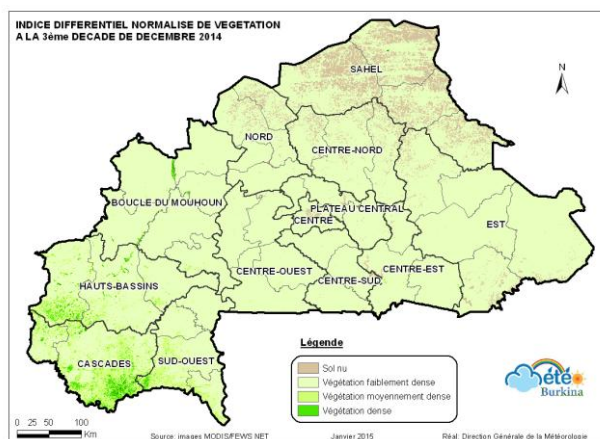 INDICE DIFFERENTIEL NORMALISE DE VEGETATION
A LA 3ème DECADE DE DECEMBRE 2014
N
SAHEL
NORD
CENTRE-NORD
BOUCLE DU MOUHOUN
PLATEAU CENTRAL
CENTRE
EST
CENTRE-OUEST
CENTRE-SUD
CENTRE-EST
HAUTS-BASSINS
CASCADES
SUD-OUEST
Légende
Sol nu
Végétation faiblement dense
Végétation moyennement dense
Végétation dense
été
Burkina
0 25 50 100
Km
Source: images MODIS/FEWS NET Janvier 2015 Réal: Direction Générale de la Météorologie